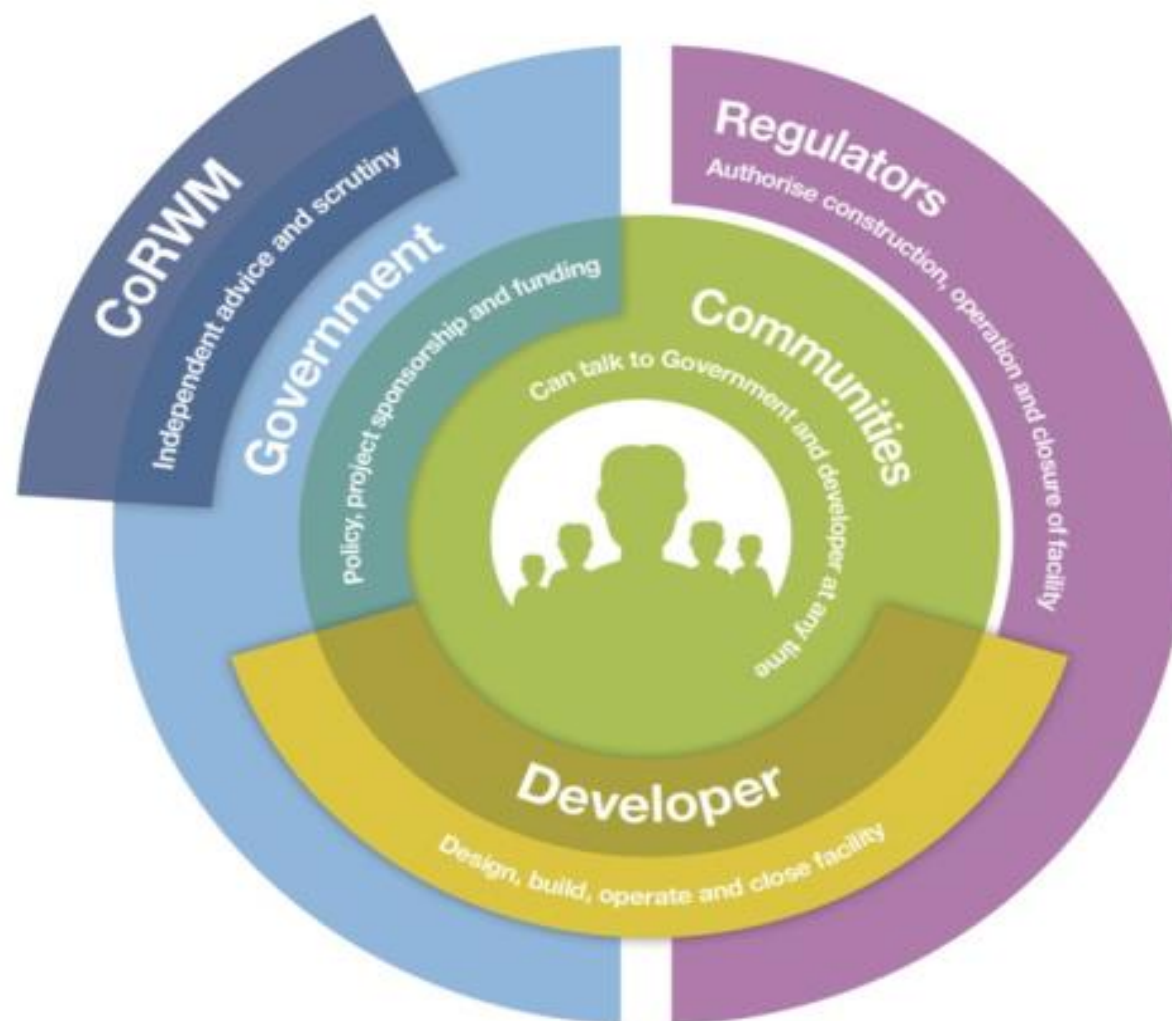 CoRWM
Independent advice and scrutiny
Government
Policy, project sponsorship and funding
Regulators
Authorise construction, operation and closure of facility
Communities
Can talk to Government and developer at any time
Developer
Design, build, operate and close facility